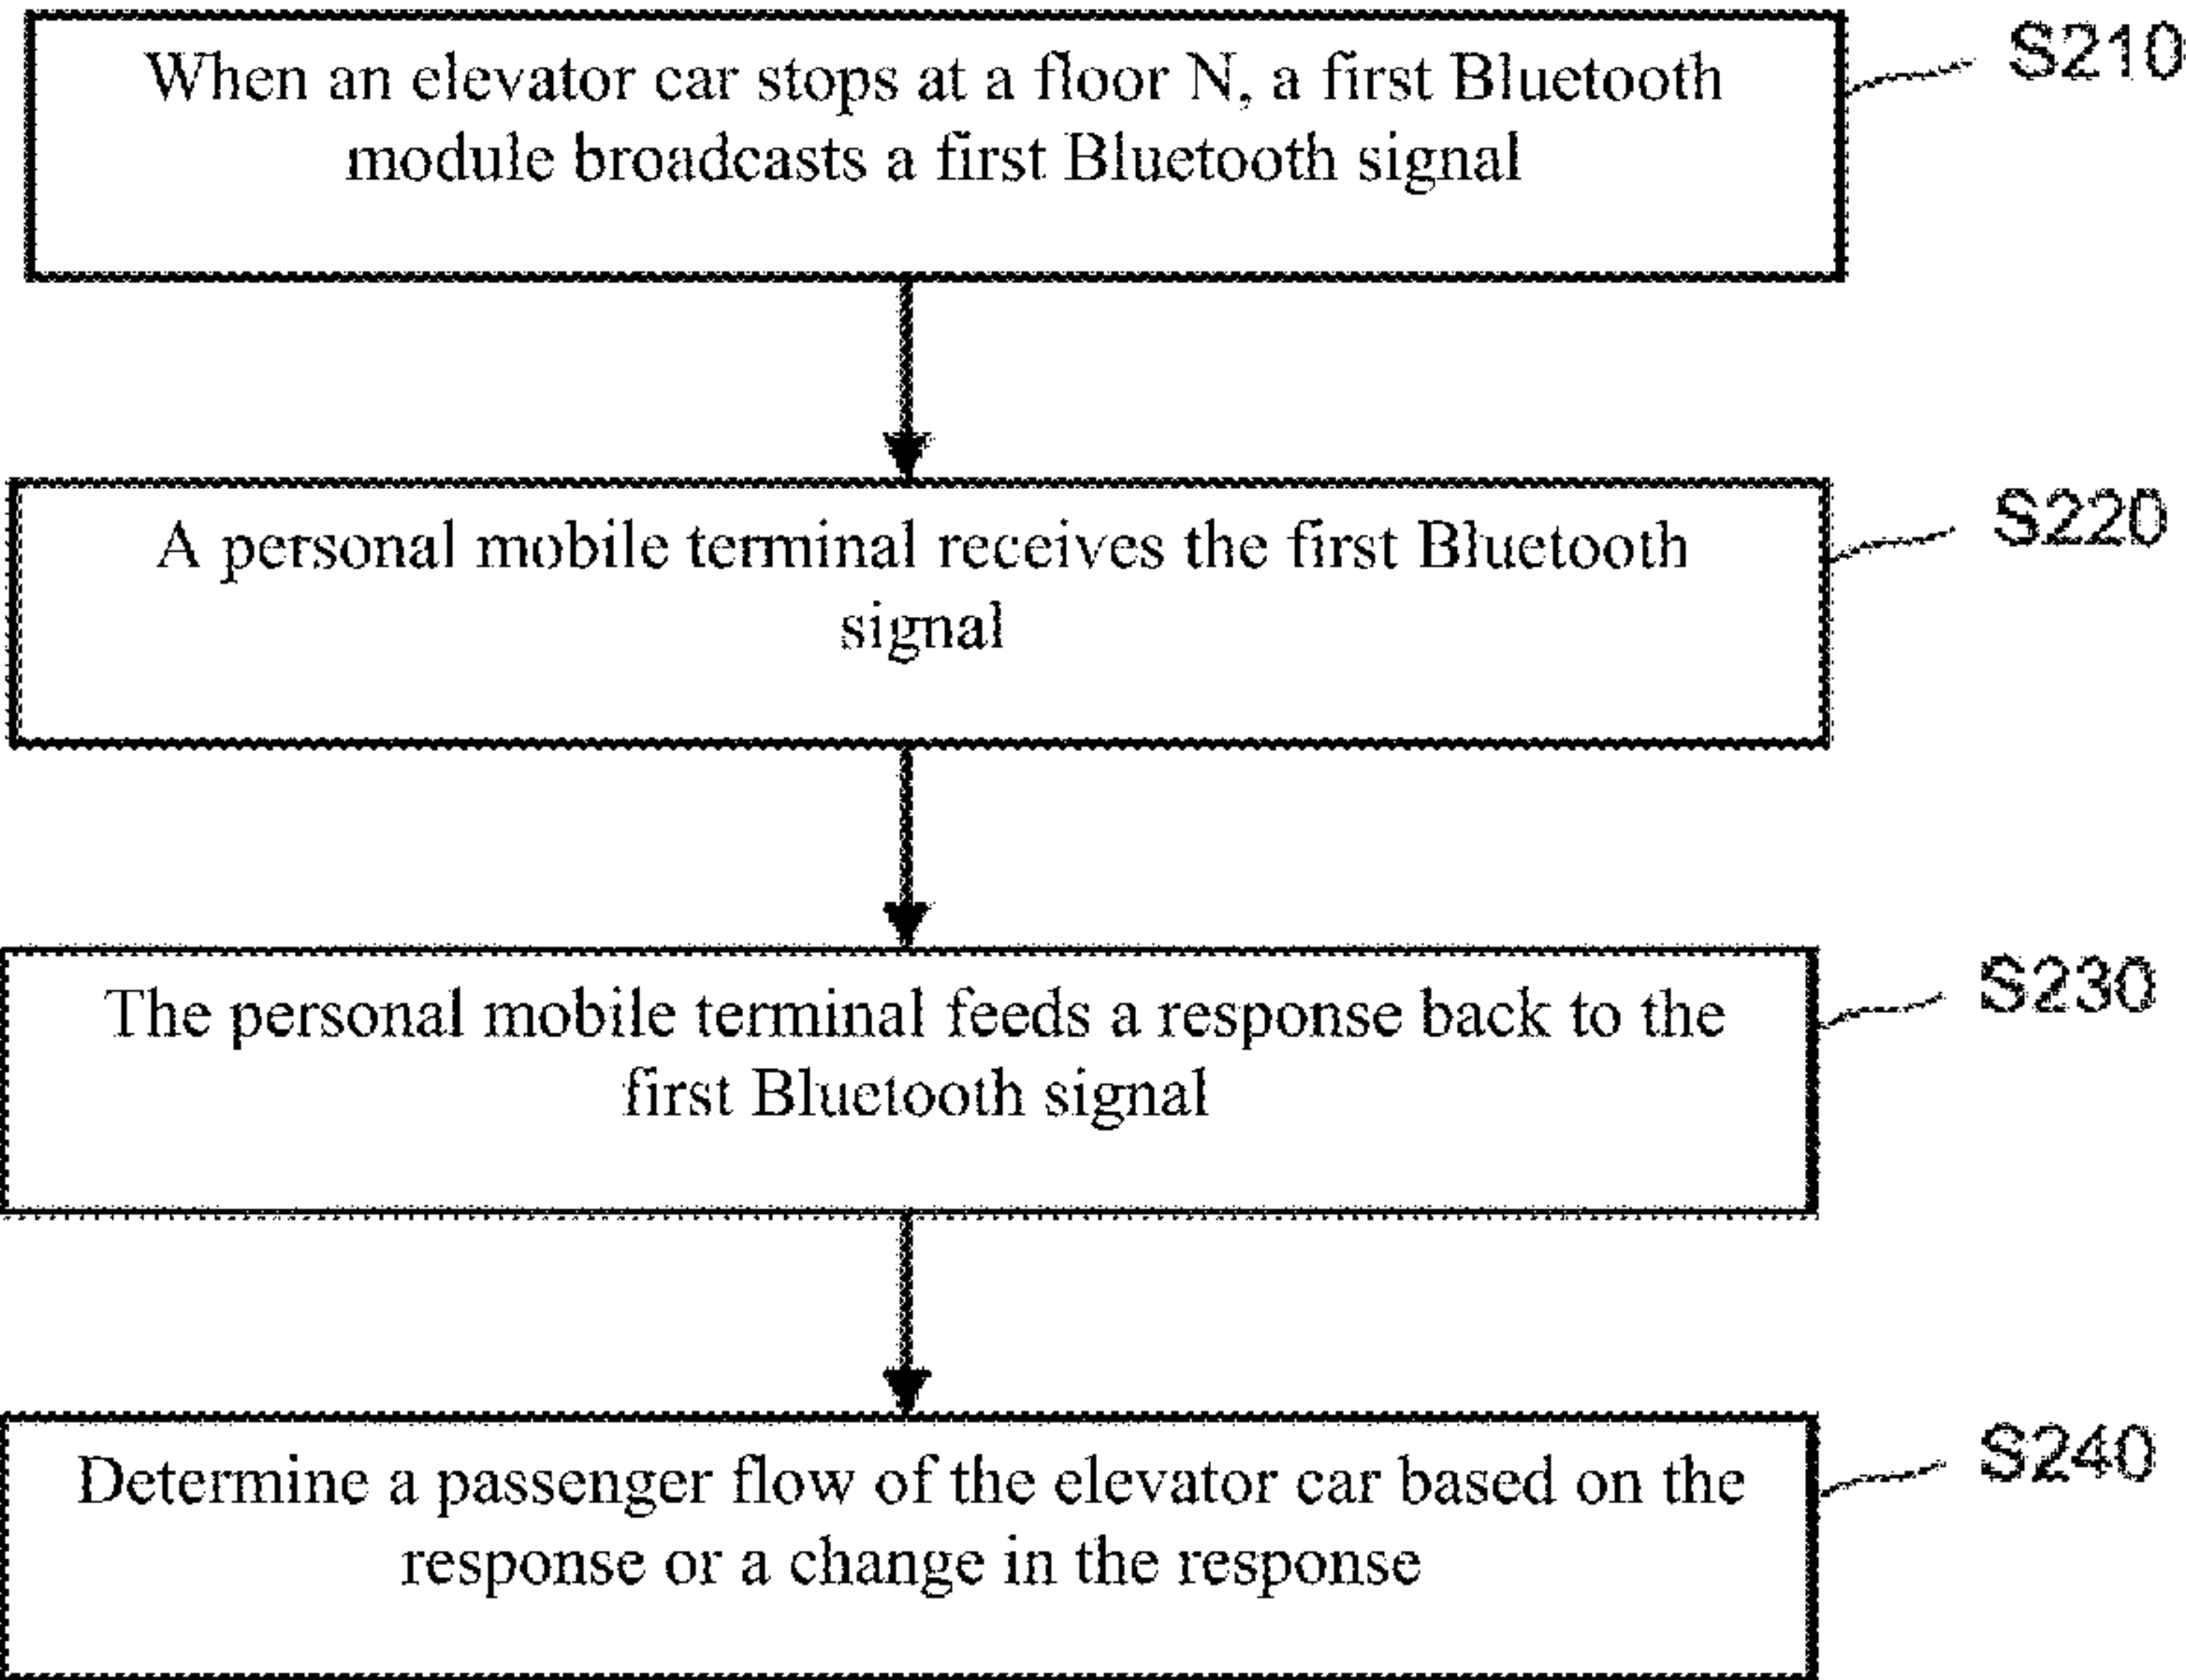 When an elevator car stops at a floor N, a first Bluetooth
module broadcasts a first Bluetooth signal
S210
A personal mobile terminal receives the first Bluetooth
signal
S220
The personal mobile terminal feeds a response back to the
first Bluetooth signal
S230
Determine a passenger flow of the elevator car based on the
response or a change in the response
S240